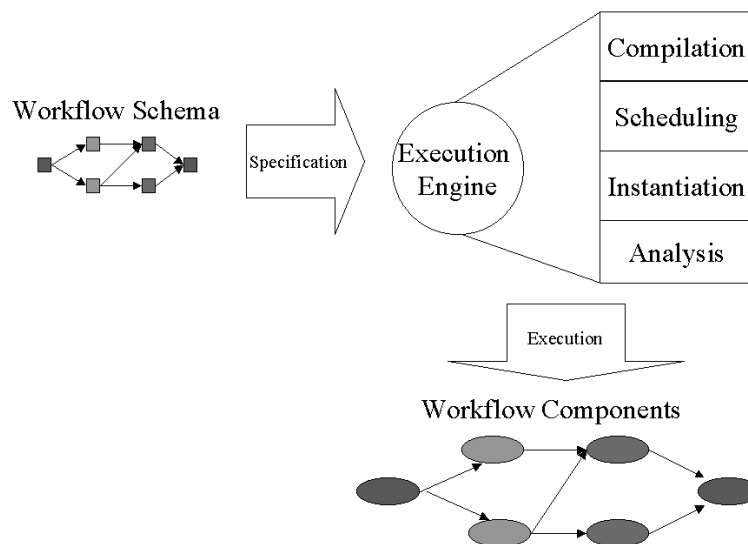 Workflow Schema
Specification
Execution
Engine
Compilation
Scheduling
Instantiation
Analysis
Execution
Workflow Components